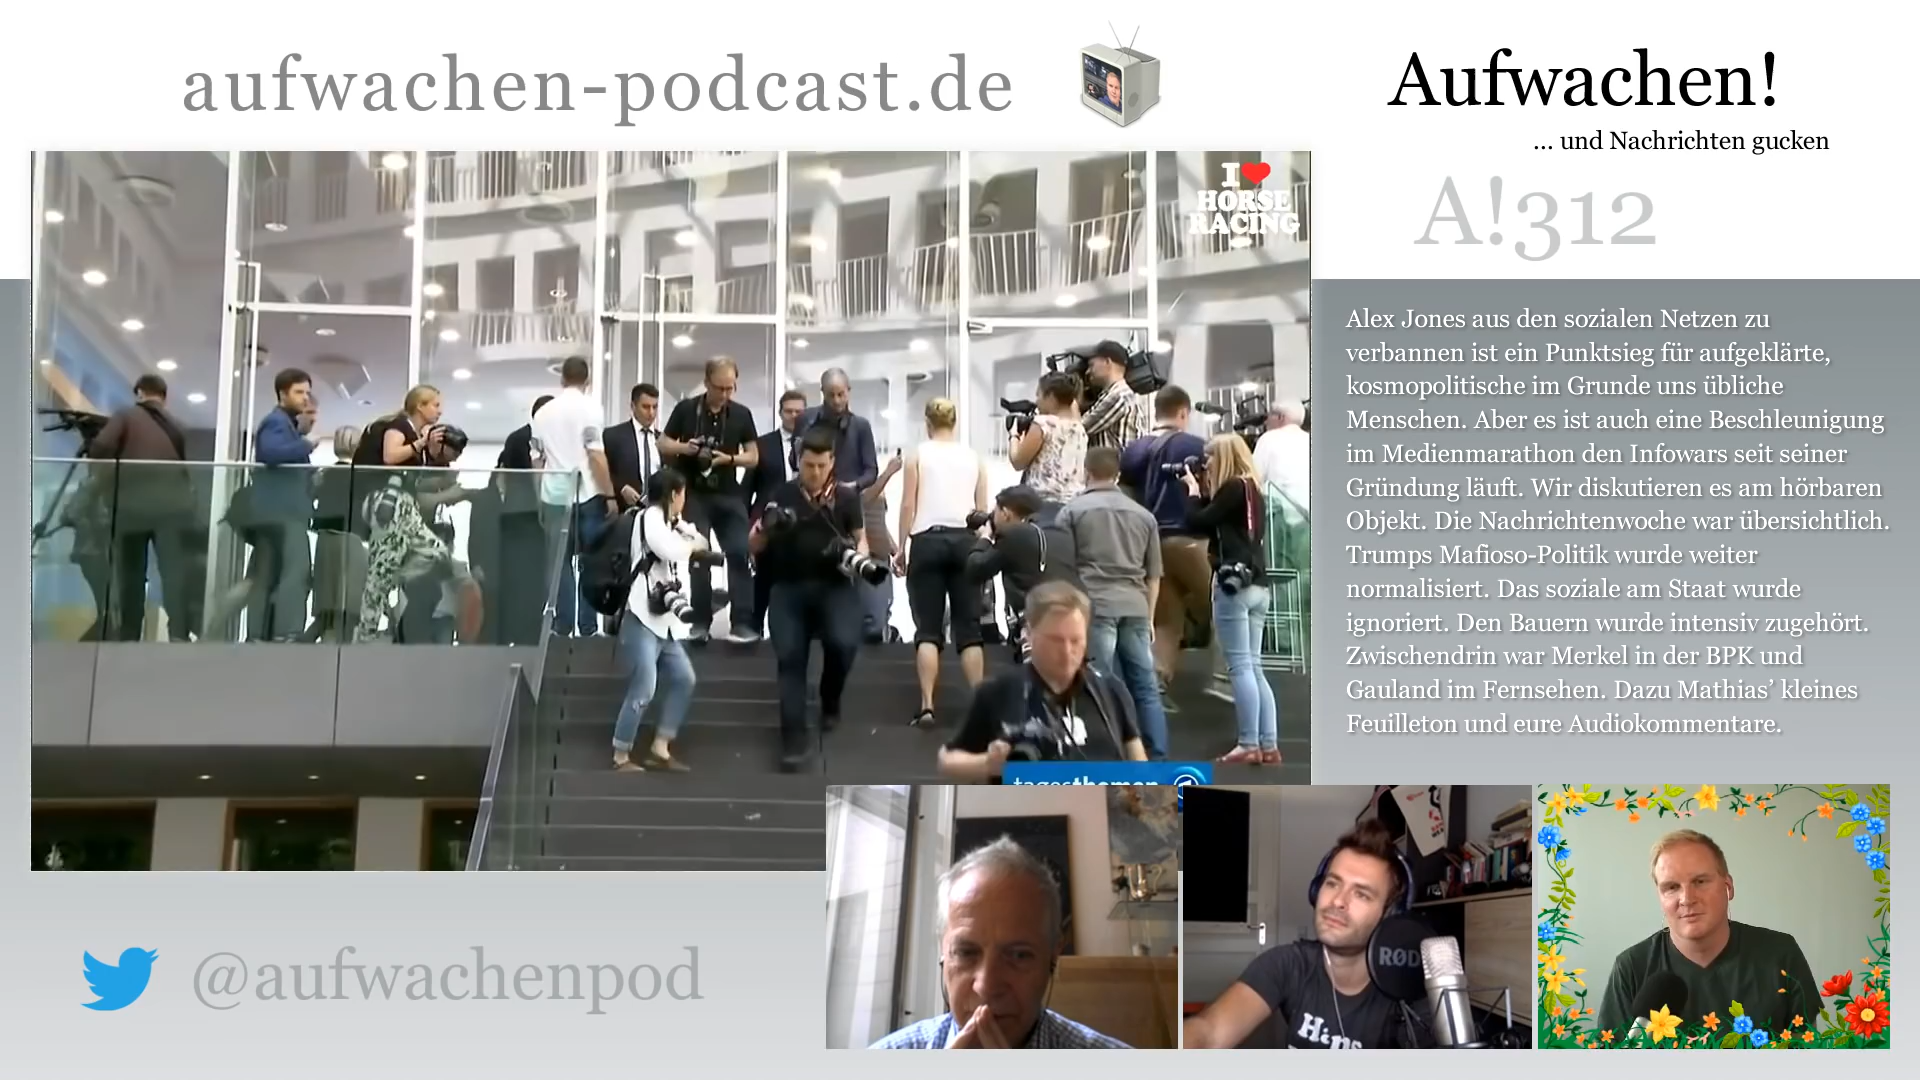 aufwachen-podcast.de
Aufwachen!
... und Nachrichten gucken
A!312
I
HORSE
RACING
Alex Jones aus den sozialen Netzen zu
verbannen ist ein Punktsieg für aufgeklärte,
kosmopolitische im Grunde uns übliche
Menschen. Aber es ist auch eine Beschleunigung
im Medienmarathon den Infowars seit seiner
Gründung läuft. Wir diskutieren es am hörbaren
Objekt. Die Nachrichtenwoche war übersichtlich.
Trumps Mafioso-Politik wurde weiter
normalisiert. Das soziale am Staat wurde
ignoriert. Den Bauern wurde intensiv zugehört.
Zwischendrin war Merkel in der BPK und
Gauland im Fernsehen. Dazu Mathias’ kleines
Feuilleton und eure Audiokommentare.
tagesthemen
RØD
@aufwachenpod